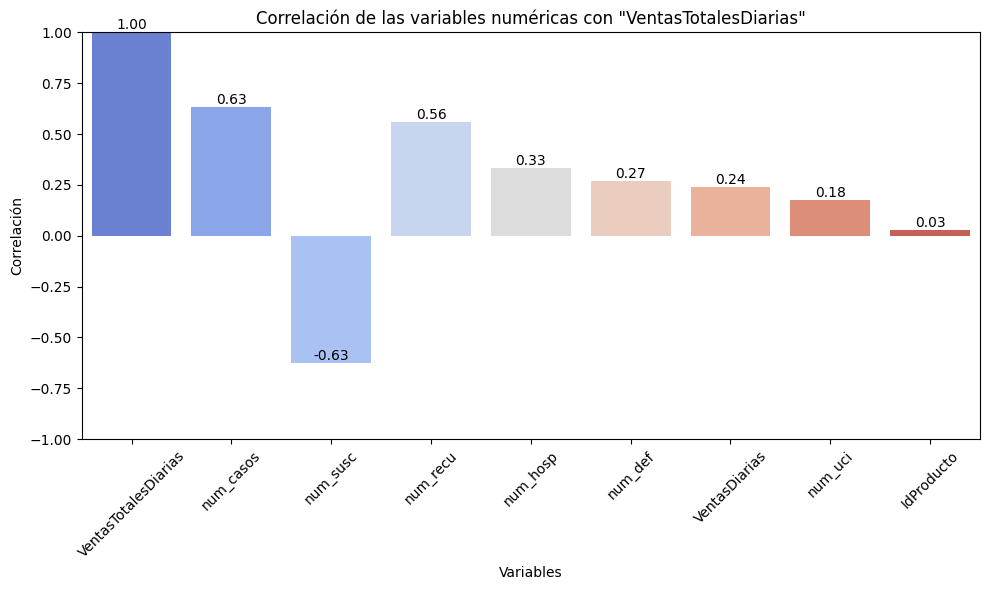 Correlación de las variables numéricas con "VentasTotalesDiarias"
1.00
0.63
-0.63
0.56
0.33
0.27
0.24
0.18
0.03
1.00
0.75
0.50
0.25
0.00
−0.25
−0.50
−0.75
−1.00
Correlación
VentasTotalesDiarias
num_casos
num_susc
num_recu
num_hosp
num_def
VentasDiarias
num_uci
IdProducto
Variables